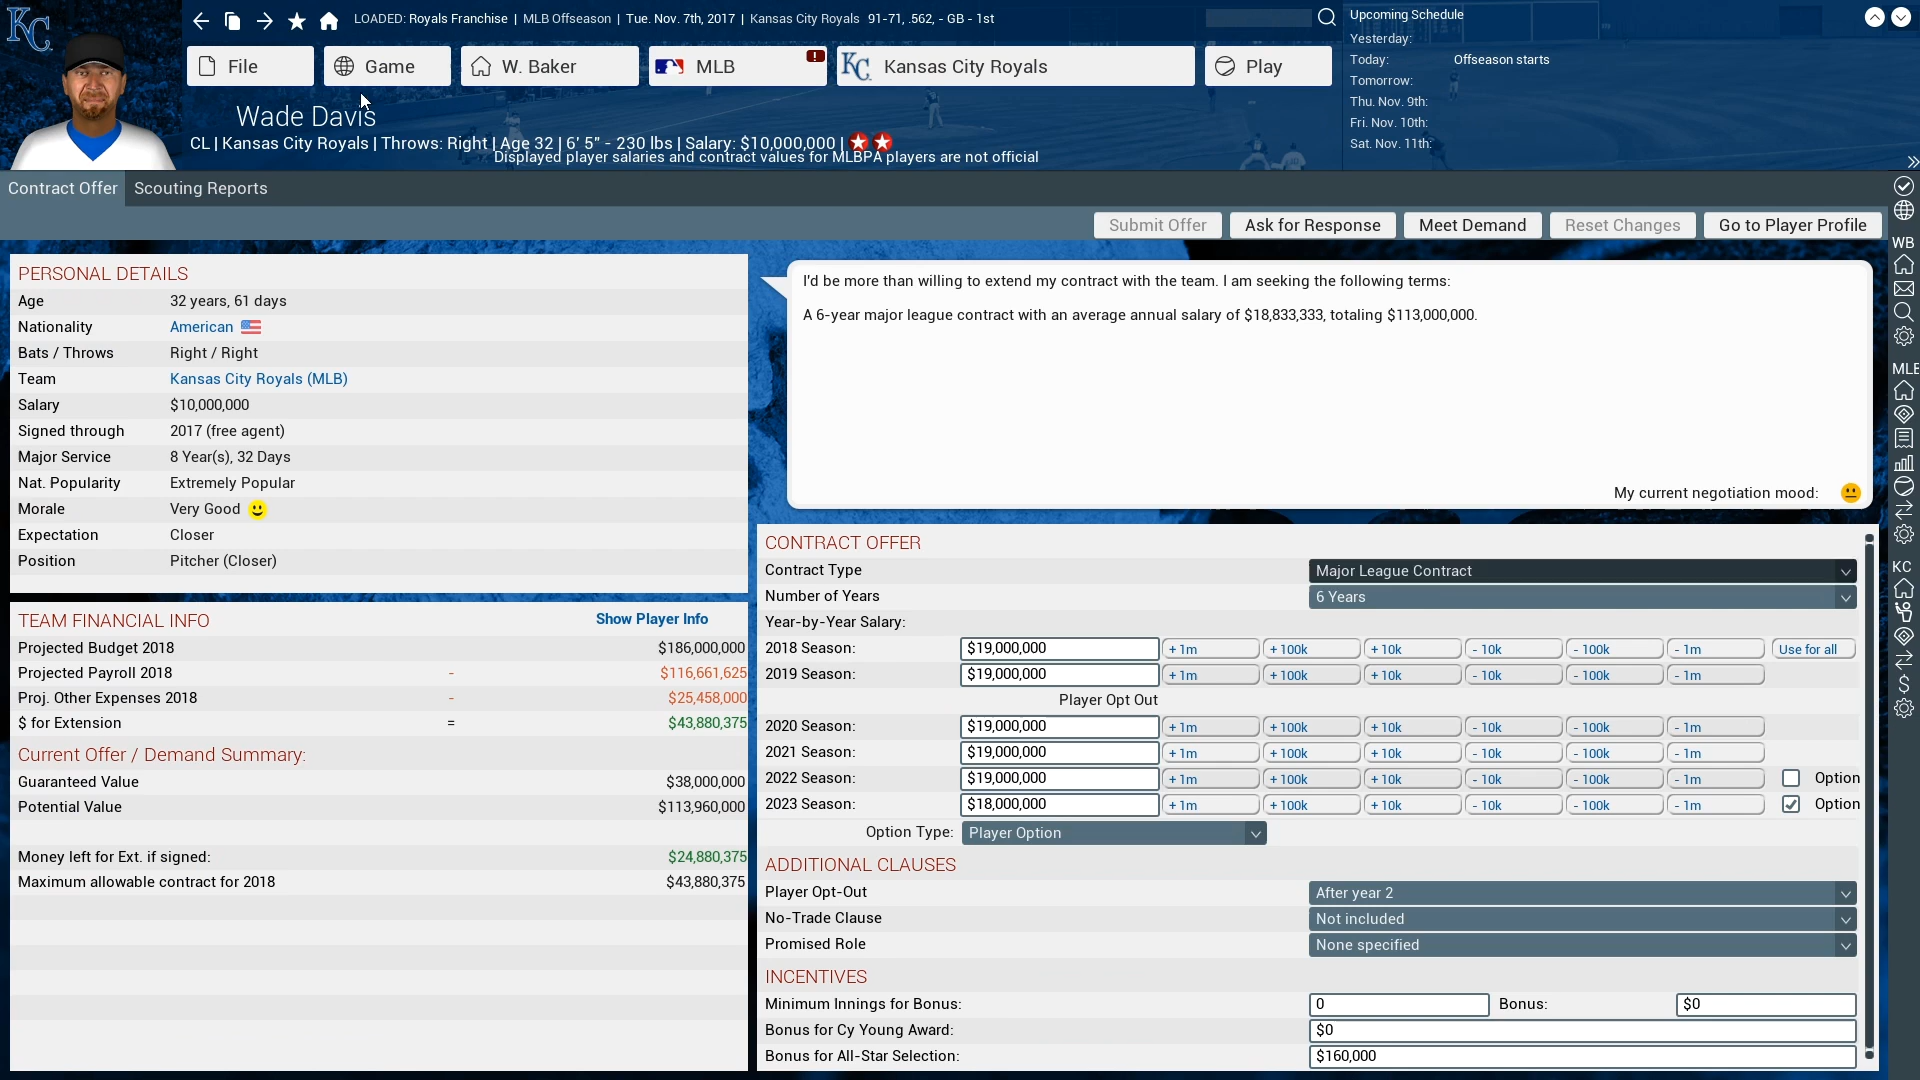 LOADED: Royals Franchise | MLB Offseason | Tue. Nov. 7th, 2017 | Kansas City Royals 91-71, .562, - GB - 1st
Upcoming Schedule
Yesterday:
Today: Offseason starts
Tomorrow:
Thu. Nov. 9th:
Fri. Nov. 10th:
Sat. Nov. 11th:
KC
File
Game
W. Baker
MLB
!
KC
Kansas City Royals
Play
Wade Davis
CL | Kansas City Royals | Throws: Right | Age 32 | 6' 5" - 230 lbs | Salary: $10,000,000 |
Displayed player salaries and contract values for MLBPA players are not official
Contract Offer
Scouting Reports
Submit Offer
Ask for Response
Meet Demand
Reset Changes
Go to Player Profile
PERSONAL DETAILS
Age 32 years, 61 days
Nationality American
Bats / Throws Right / Right
Team Kansas City Royals (MLB)
Salary $10,000,000
Signed through 2017 (free agent)
Major Service 8 Year(s), 32 Days
Nat. Popularity Extremely Popular
Morale Very Good
Expectation Closer
Position Pitcher (Closer)
TEAM FINANCIAL INFO Show Player Info
Projected Budget 2018 $186,000,000
Projected Payroll 2018 - $116,661,625
Proj. Other Expenses 2018 - $25,458,000
$ for Extension = $43,880,375
Current Offer / Demand Summary:
Guaranteed Value $38,000,000
Potential Value $113,960,000
Money left for Ext. if signed: $24,880,375
Maximum allowable contract for 2018 $43,880,375
I'd be more than willing to extend my contract with the team. I am seeking the following terms:
A 6-year major league contract with an average annual salary of $18,833,333, totaling $113,000,000.
My current negotiation mood:
CONTRACT OFFER
Contract Type Major League Contract
Number of Years 6 Years
Year-by-Year Salary:
2018 Season: $19,000,000 + 1m + 100k + 10k - 10k - 100k - 1m Use for all
2019 Season: $19,000,000 + 1m + 100k + 10k - 10k - 100k - 1m
Player Opt Out
2020 Season: $19,000,000 + 1m + 100k + 10k - 10k - 100k - 1m
2021 Season: $19,000,000 + 1m + 100k + 10k - 10k - 100k - 1m
2022 Season: $19,000,000 + 1m + 100k + 10k - 10k - 100k - 1m Option
2023 Season: $18,000,000 + 1m + 100k + 10k - 10k - 100k - 1m Option
Option Type: Player Option
ADDITIONAL CLAUSES
Player Opt-Out After year 2
No-Trade Clause Not included
Promised Role None specified
INCENTIVES
Minimum Innings for Bonus: 0 Bonus: $0
Bonus for Cy Young Award: $0
Bonus for All-Star Selection: $160,000
WB
MLB
KC